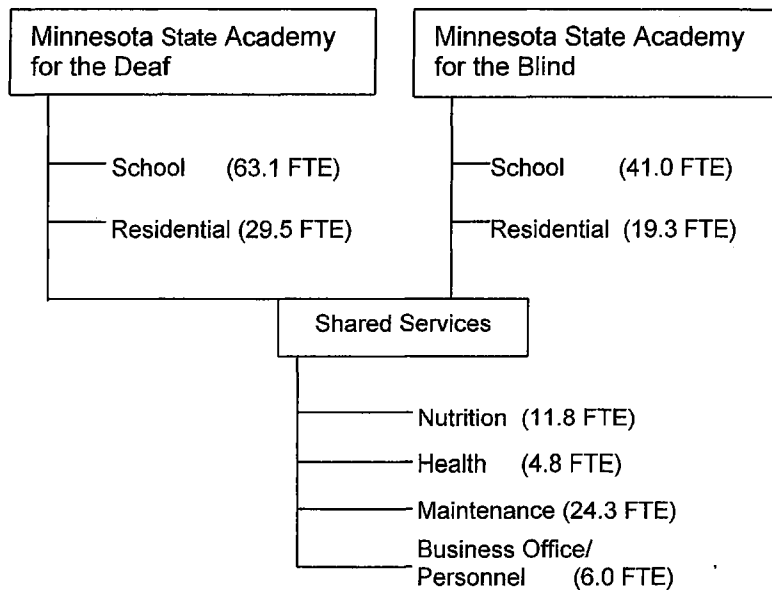 Minnesota State Academy
for the Deaf
School (63.1 FTE)
Residential (29.5 FTE)
Minnesota State Academy
for the Blind
School (41.0 FTE)
Residential (19.3 FTE)
Shared Services
Nutrition (11.8 FTE)
Health (4.8 FTE)
Maintenance (24.3 FTE)
Business Office/
Personnel (6.0 FTE)